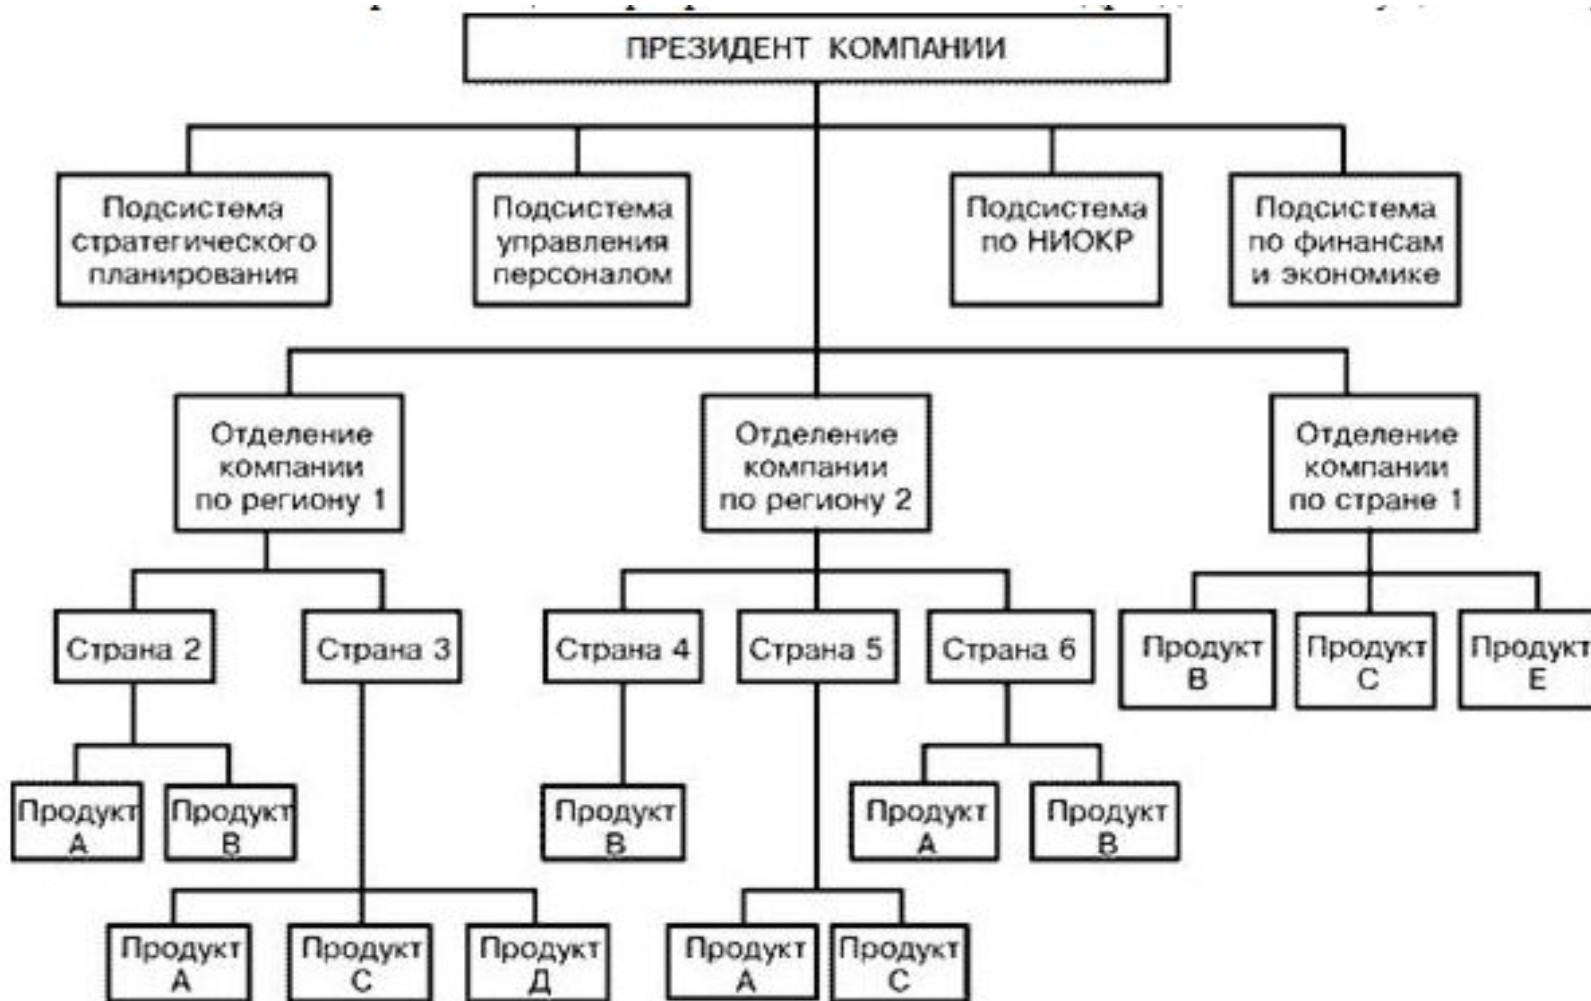 ПРЕЗИДЕНТ КОМПАНИИ
Подсистема
стратегического
планирования
Подсистема
управления
персоналом
Подсистема
по НИОКР
Подсистема
по финансам
и экономике
Отделение
компании
по региону 1
Отделение
компании
по региону 2
Отделение
компании
по стране 1
Страна 2
Страна 3
Страна 4
Страна 5
Страна 6
Продукт
В
Продукт
С
Продукт
Е
Продукт
А
Продукт
В
Продукт
В
Продукт
А
Продукт
В
Продукт
А
Продукт
С
Продукт
Д
Продукт
А
Продукт
С